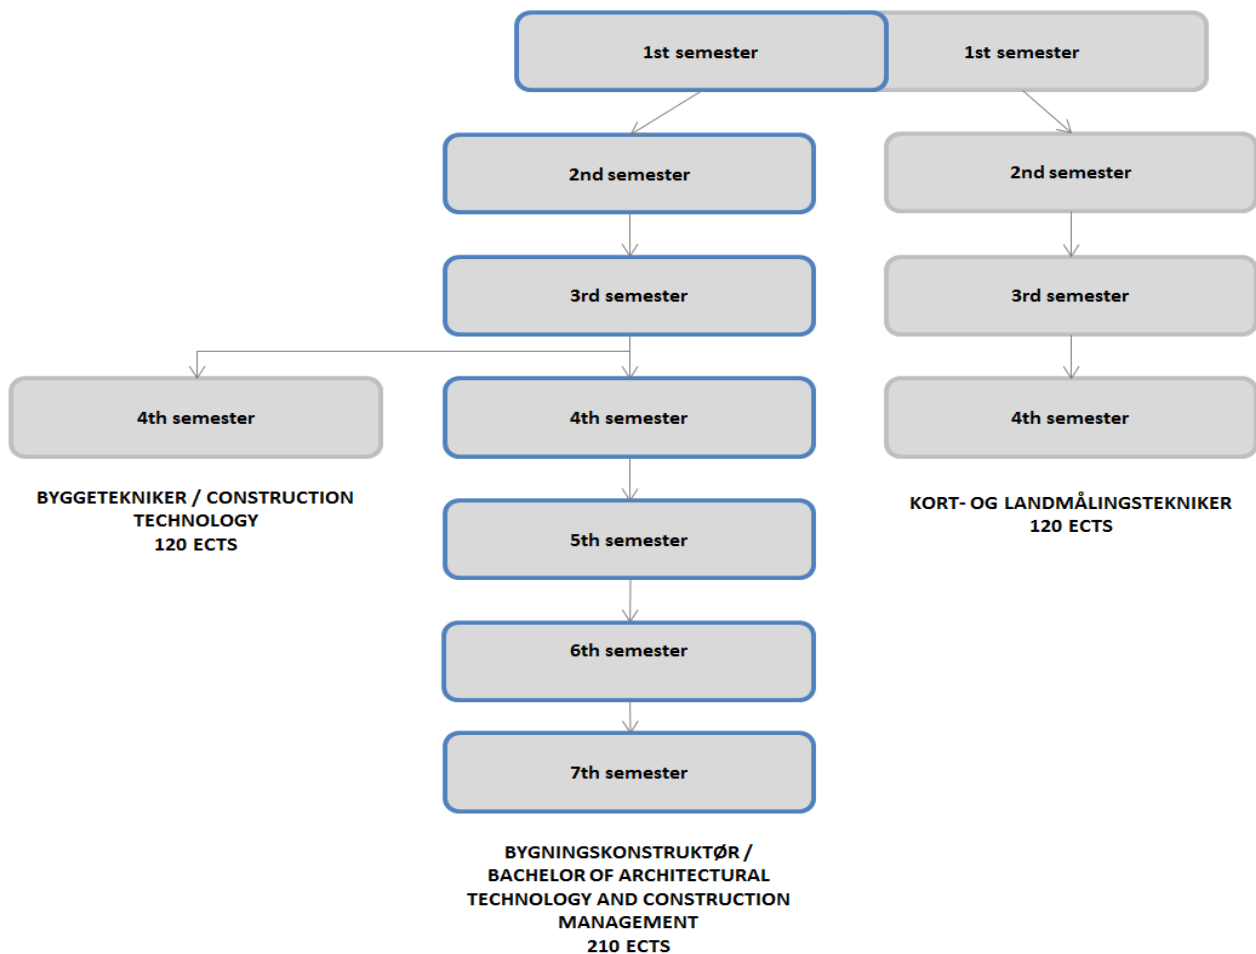 1st semester
1st semester
2nd semester
2nd semester
3rd semester
3rd semester
4th semester
4th semester
4th semester
BYGGETEKNIKER / CONSTRUCTION
TECHNOLOGY
120 ECTS
KORT- OG LANDMÅLINGSTEKNIKER
120 ECTS
5th semester
6th semester
7th semester
BYGNINGSKONSTRUKTØR /
BACHELOR OF ARCHITECTURAL
TECHNOLOGY AND CONSTRUCTION
MANAGEMENT
210 ECTS